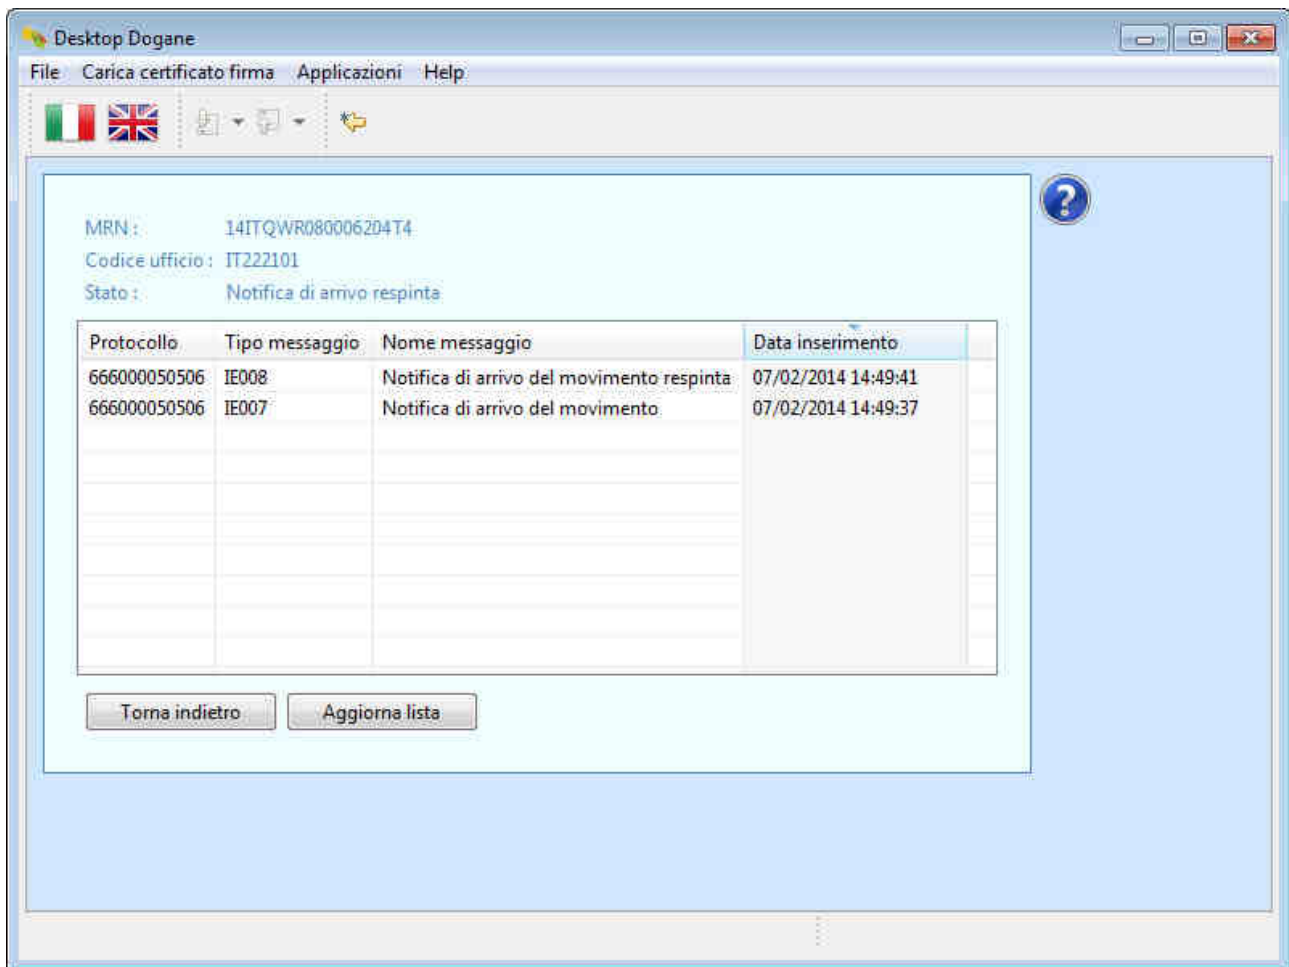 Desktop Dogane
File Carica certificato firma Applicazioni Help
MRN : 14ITQWR080006204T4
Codice ufficio : IT222101
Stato : Notifica di arrivo respinta
Protocollo Tipo messaggio Nome messaggio Data inserimento
666000050506 IE008 Notifica di arrivo del movimento respinta 07/02/2014 14:49:41
666000050506 IE007 Notifica di arrivo del movimento 07/02/2014 14:49:37
Torna indietro Aggiorna lista